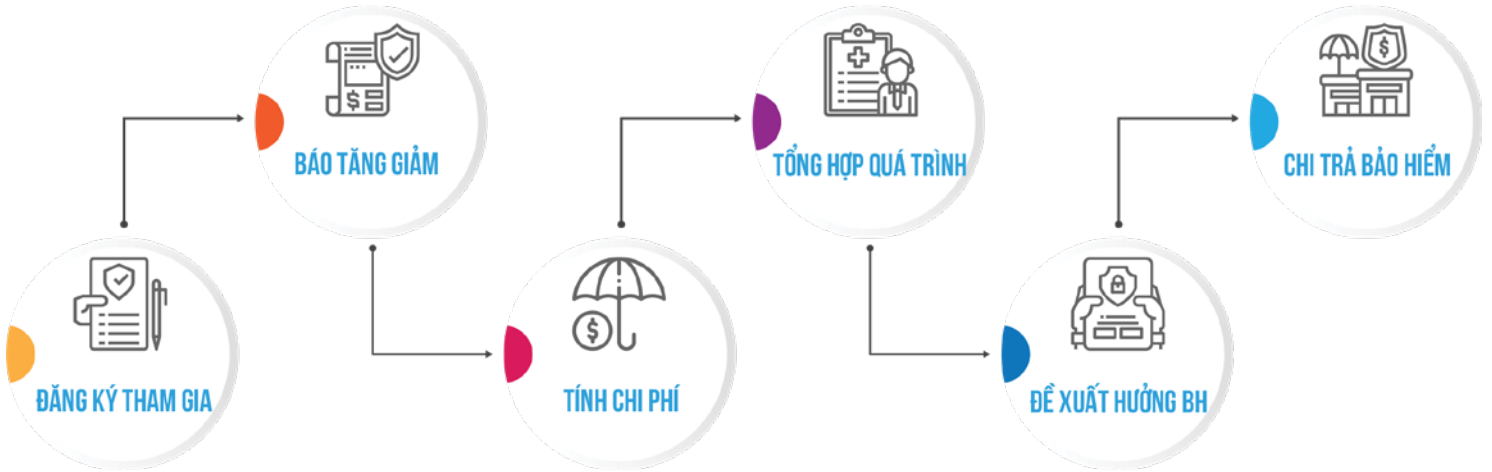 ĐĂNG KÝ THAM GIA
BÁO TĂNG GIẢM
TÍNH CHI PHÍ
TỔNG HỢP QUÁ TRÌNH
ĐỀ XUẤT HƯỞNG BH
CHI TRẢ BẢO HIỂM